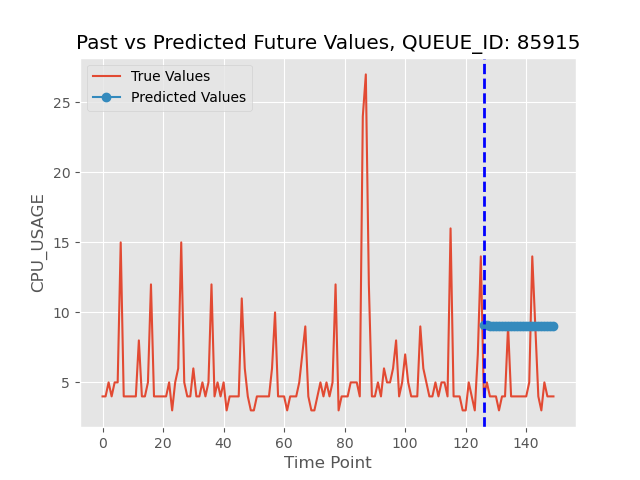 Past vs Predicted Future Values, QUEUE_ID: 85915
True Values
Predicted Values
25
20
15
10
5
CPU_USAGE
0
20
40
60
80
100
120
140
Time Point